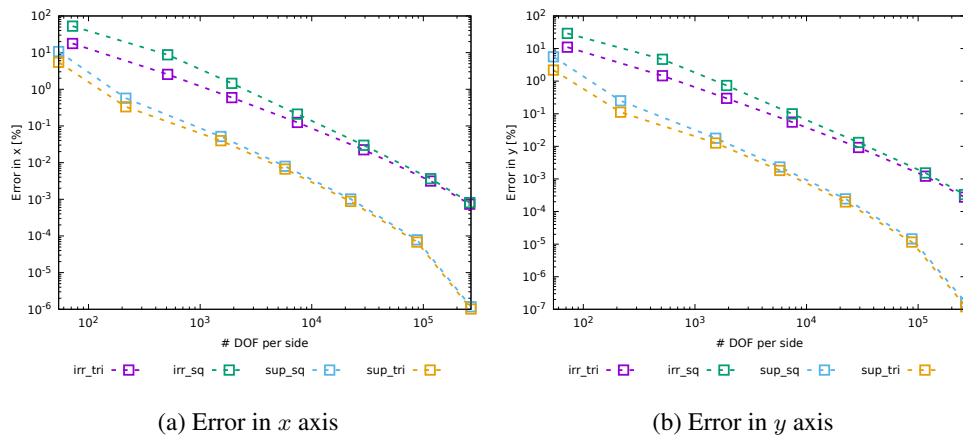 10^2
10^1
10^0
10^-1
10^-2
10^-3
10^-4
10^-5
10^-6
Error in x [%]
10^2 10^3 10^4 10^5
# DOF per side
irr_tri irr_sq sup_sq sup_tri
(a) Error in x axis
10^2
10^1
10^0
10^-1
10^-2
10^-3
10^-4
10^-5
10^-6
10^-7
Error in y [%]
10^2 10^3 10^4 10^5
# DOF per side
irr_tri irr_sq sup_sq sup_tri
(b) Error in y axis